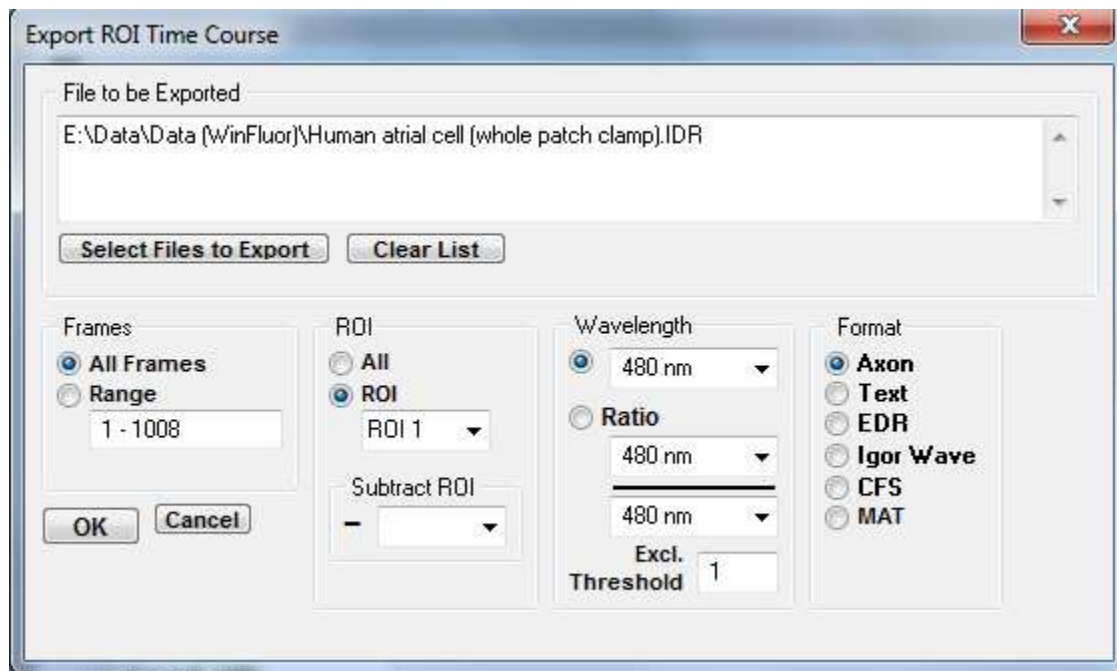 Export ROI Time Course
File to be Exported
E:\Data\Data (WinFluor)\Human atrial cell (whole patch clamp).IDR
Select Files to Export
Clear List
Frames
All Frames
Range
1 - 1008
OK
Cancel
ROI
All
ROI
ROI 1
Subtract ROI
-
Wavelength
480 nm
Ratio
480 nm
480 nm
Excl.
Threshold
1
Format
Axon
Text
EDR
Igor Wave
CFS
MAT